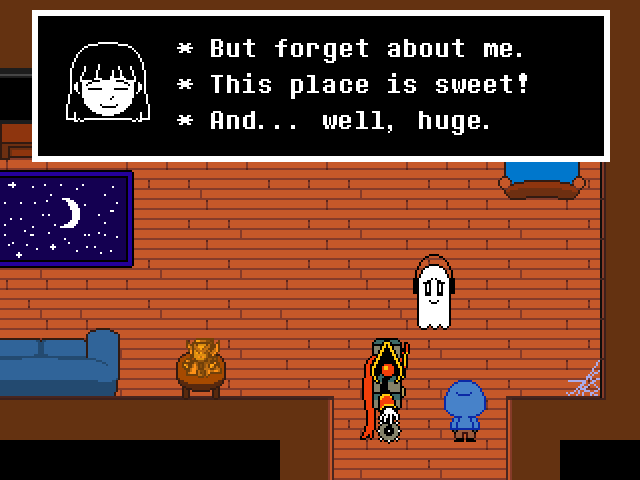 * But forget about me.
* This place is sweet!
* And... well, huge.